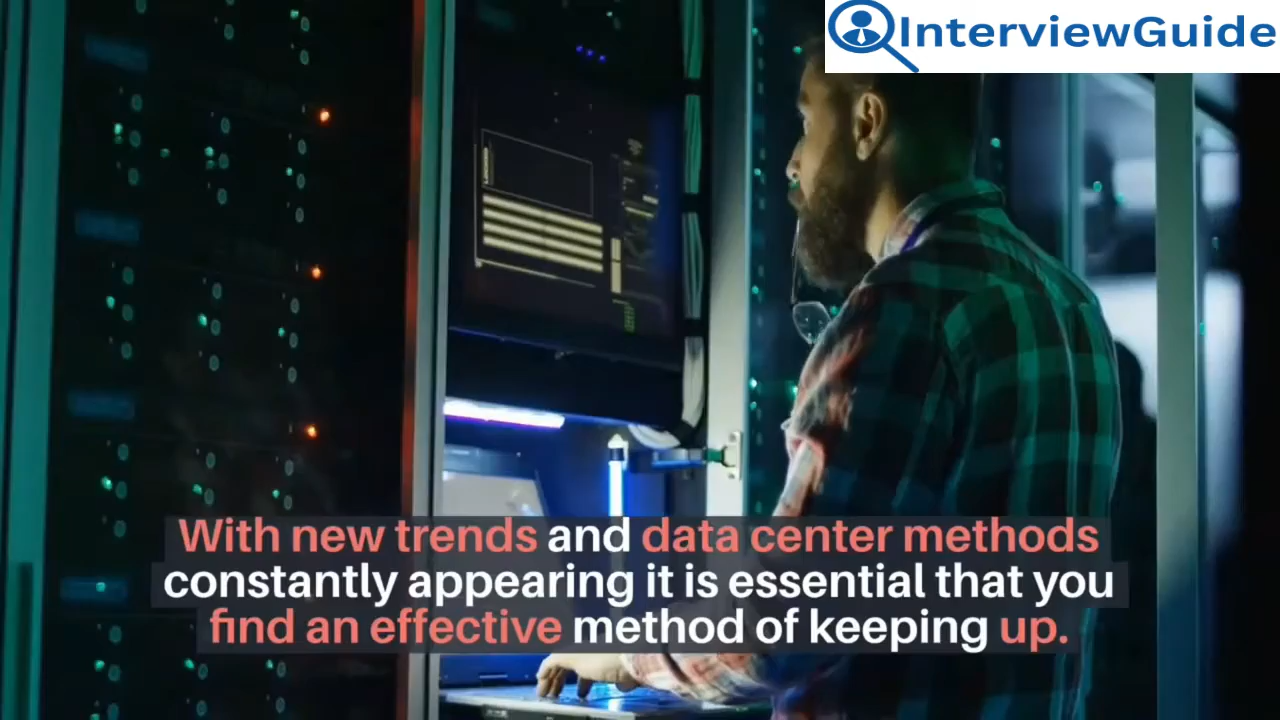 InterviewGuide
With new trends and data center methods
constantly appearing it is essential that you
find an effective method of keeping up.